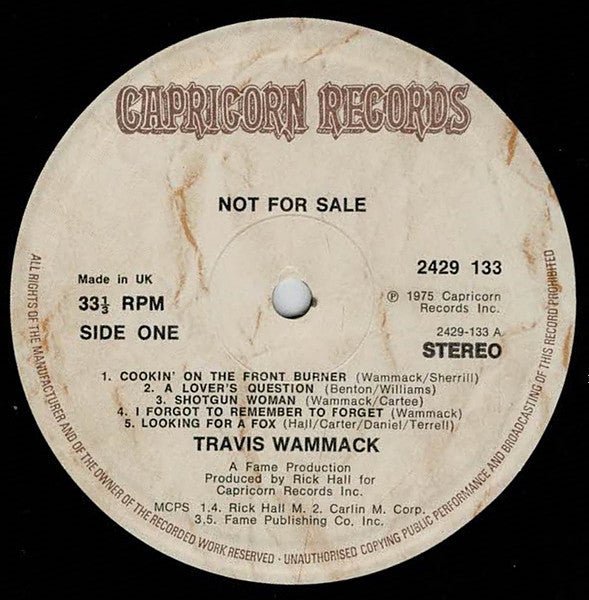 CAPRICORN RECORDS
NOT FOR SALE
Made in UK
33⅓ RPM
SIDE ONE
2429 133
℗ 1975 Capricorn
Records Inc.
2429-133 A
STEREO
1. COOKIN' ON THE FRONT BURNER (Wammack/Sherrill)
2. A LOVER'S QUESTION (Benton/Williams)
3. SHOTGUN WOMAN (Wammack/Cartee)
4. I FORGOT TO REMEMBER TO FORGET (Wammack)
5. LOOKING FOR A FOX (Hall/Carter/Daniel/Terrell)
TRAVIS WAMMACK
A Fame Production
Produced by Rick Hall for
Capricorn Records Inc.
MCPS 1.4. Rick Hall M. 2. Carlin M. Corp.
3.5. Fame Publishing Co. Inc.
ALL RIGHTS OF THE MANUFACTURER AND OF THE OWNER OF THE RECORDED WORK RESERVED - UNAUTHORISED COPYING PUBLIC PERFORMANCE AND BROADCASTING OF THIS RECORD PROHIBITED